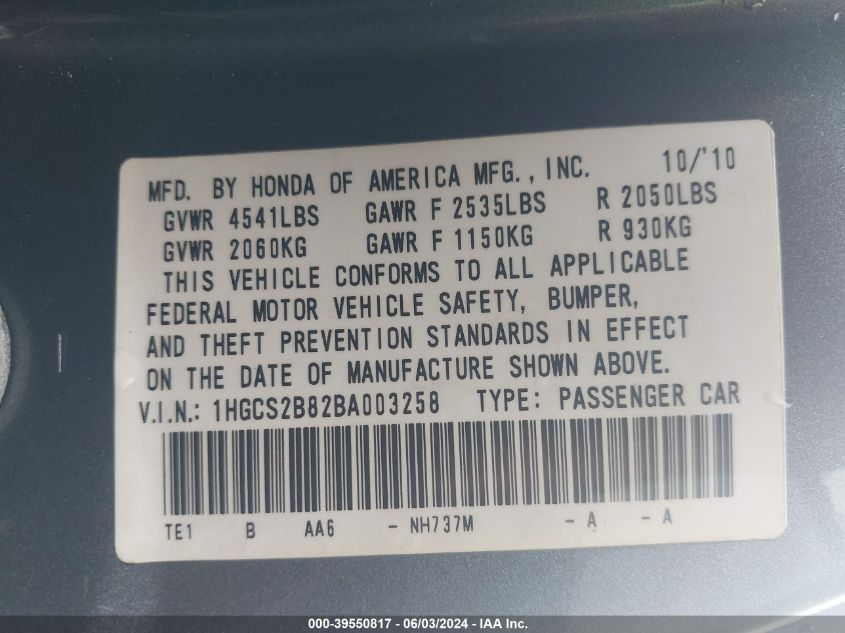 MFD. BY HONDA OF AMERICA MFG., INC. 10/'10
GVWR 4541LBS GAWR F 2535LBS R 2050LBS
GVWR 2060KG GAWR F 1150KG R 930KG
THIS VEHICLE CONFORMS TO ALL APPLICABLE
FEDERAL MOTOR VEHICLE SAFETY, BUMPER,
AND THEFT PREVENTION STANDARDS IN EFFECT
ON THE DATE OF MANUFACTURE SHOWN ABOVE.
V.I.N.: 1HGCS2B82BA003258 TYPE: PASSENGER CAR
TE1 B AA6 - NH737M - A - A
000-39550817 - 06/03/2024 - IAA Inc.